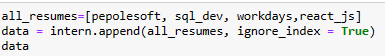 all_resumes=[pepolesoft, sql_dev, workdays,react_js]
data = intern.append(all_resumes, ignore_index = True)
data